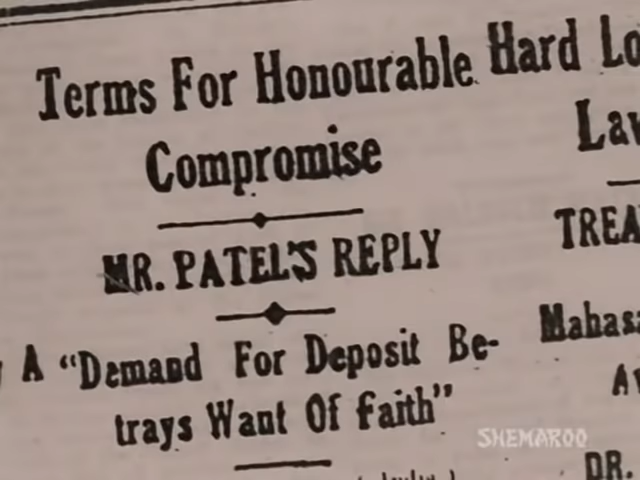 Terms For Honourable
Compromise
MR. PATEL'S REPLY
A "Demand For Deposit Be-
trays Want Of Faith"
Hard Lo
Law
TREA
Mahas
DR.
SHEMAROO